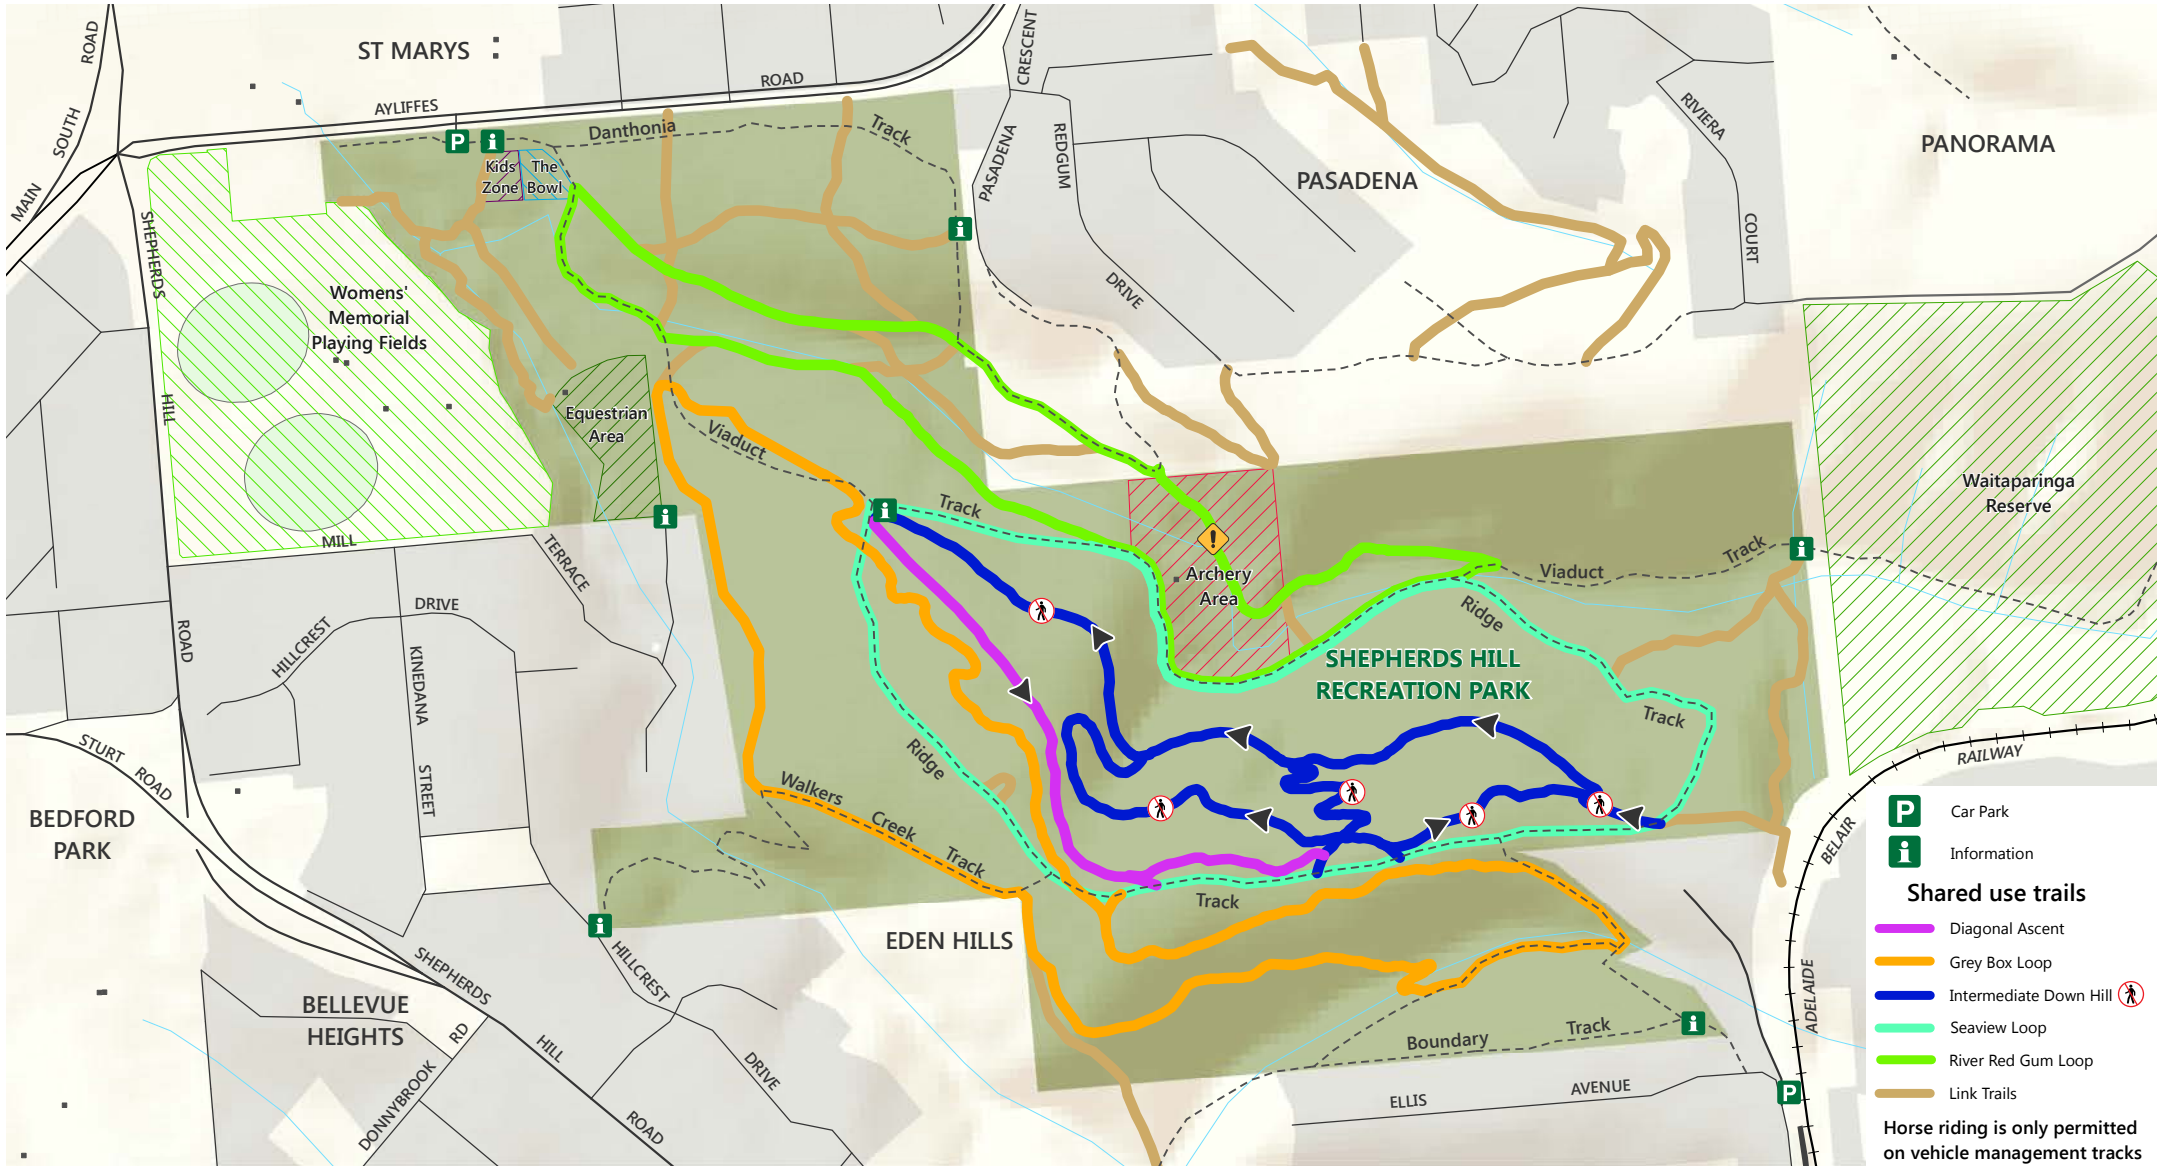 ST MARYS
MAIN
SOUTH
ROAD
AYLIFFES
ROAD
CRESCENT
PASADENA
REDGUM
DRIVE
PASADENA
RIVIERA
COURT
PANORAMA
P
i
Danthonia
Track
Kids
Zone
The
Bowl
i
SHEPHERDS
HILL
ROAD
Womens'
Memorial
Playing Fields
Equestrian
Area
i
Viaduct
Track
i
!
Archery
Area
Viaduct
Track
i
Waitaparinga
Reserve
MILL
TERRACE
DRIVE
HILLCREST
KINEDANA
STREET
Ridge
Track
SHEPHERDS HILL
RECREATION PARK
Ridge
Track
STURT
ROAD
BEDFORD
PARK
Walkers
Creek
Track
EDEN HILLS
i
HILLCREST
DRIVE
SHEPHERDS
HILL
ROAD
BELLEVUE
HEIGHTS
DONNYBROOK
RD
Boundary
Track
i
ELLIS
AVENUE
P
ADELAIDE
BELAIR
RAILWAY
P
Car Park
i
Information
Shared use trails
Diagonal Ascent
Grey Box Loop
Intermediate Down Hill
Seaview Loop
River Red Gum Loop
Link Trails
Horse riding is only permitted
on vehicle management tracks